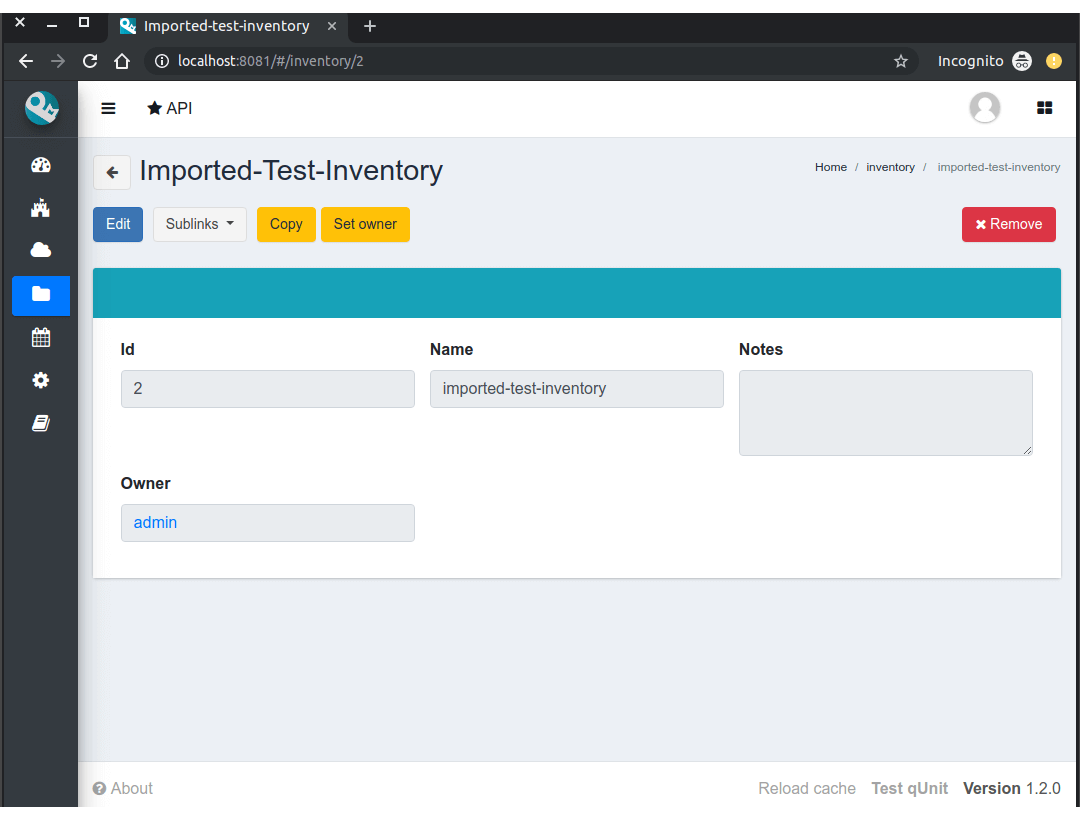 Imported-test-inventory
localhost:8081/#/inventory/2
Incognito
API
Imported-Test-Inventory
Home / inventory / imported-test-inventory
Edit
Sublinks
Copy
Set owner
Remove
Id
Name
Notes
2
imported-test-inventory
Owner
admin
About
Reload cache
Test qUnit
Version 1.2.0